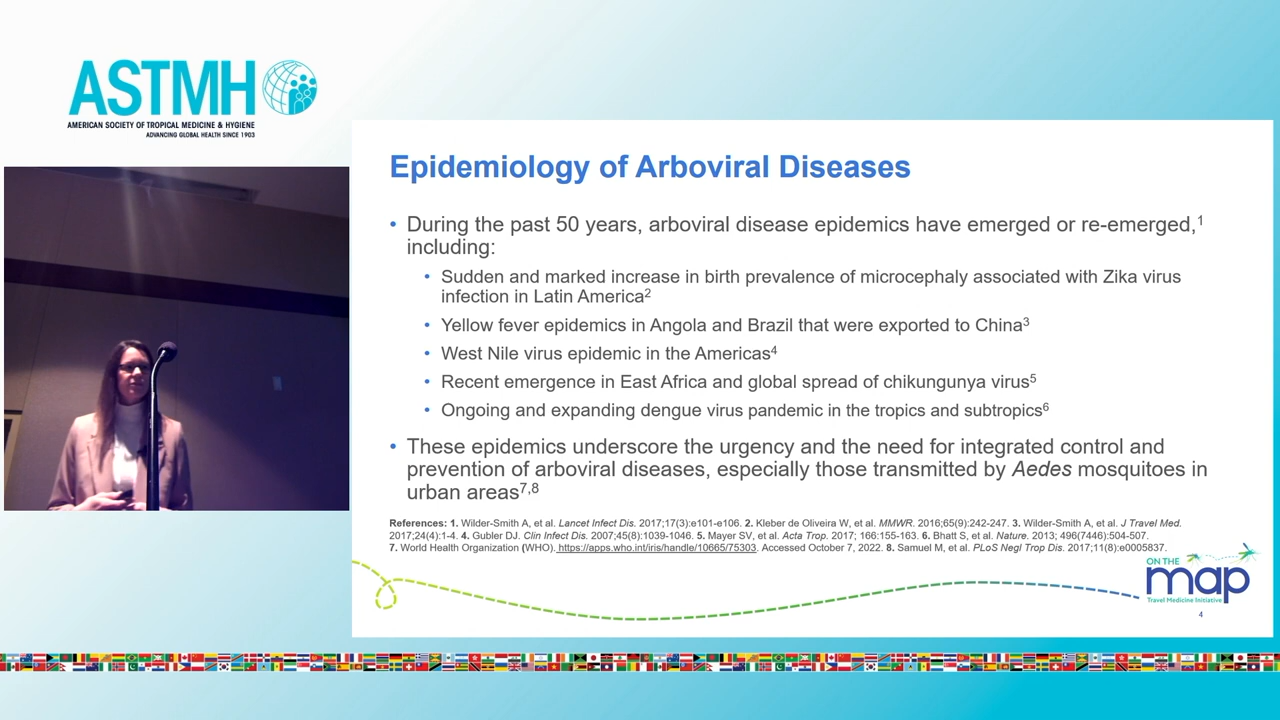 ASTMH
AMERICAN SOCIETY OF TROPICAL MEDICINE & HYGIENE
ADVANCING GLOBAL HEALTH SINCE 1903
Epidemiology of Arboviral Diseases
• During the past 50 years, arboviral disease epidemics have emerged or re-emerged,1
including:
• Sudden and marked increase in birth prevalence of microcephaly associated with Zika virus
infection in Latin America2
• Yellow fever epidemics in Angola and Brazil that were exported to China3
• West Nile virus epidemic in the Americas4
• Recent emergence in East Africa and global spread of chikungunya virus5
• Ongoing and expanding dengue virus pandemic in the tropics and subtropics6
• These epidemics underscore the urgency and the need for integrated control and
prevention of arboviral diseases, especially those transmitted by Aedes mosquitoes in
urban areas7,8
References: 1. Wilder-Smith A, et al. Lancet Infect Dis. 2017;17(3):e101-e106. 2. Kleber de Oliveira W, et al. MMWR. 2016;65(9):242-247. 3. Wilder-Smith A, et al. J Travel Med.
2017;24(4):1-4. 4. Gubler DJ. Clin Infect Dis. 2007;45(8):1039-1046. 5. Mayer SV, et al. Acta Trop. 2017; 166:155-163. 6. Bhatt S, et al. Nature. 2013; 496(7446):504-507.
7. World Health Organization (WHO). https://apps.who.int/iris/handle/10665/75303. Accessed October 7, 2022. 8. Samuel M, et al. PLoS Negl Trop Dis. 2017;11(8):e0005837.
ON THE
map
Travel Medicine Initiative
4